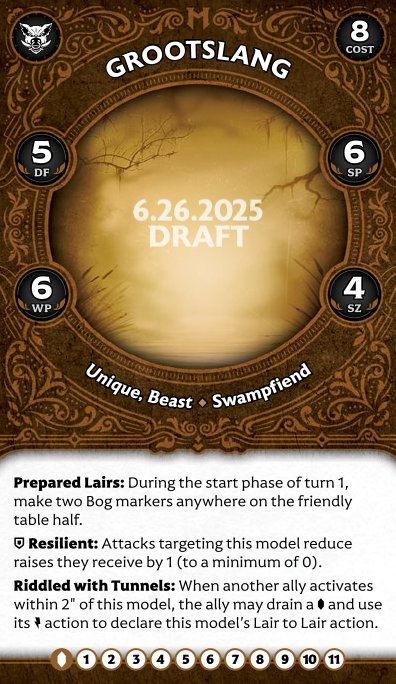 8
COST
GROOTSLANG
5
DF
6
SP
6.26.2025
DRAFT
6
WP
4
SZ
Unique, Beast ◆ Swampfiend
Prepared Lairs: During the start phase of turn 1,
make two Bog markers anywhere on the friendly
table half.
Resilient: Attacks targeting this model reduce
raises they receive by 1 (to a minimum of 0).
Riddled with Tunnels: When another ally activates
within 2" of this model, the ally may drain a and use
its action to declare this model's Lair to Lair action.
1 2 3 4 5 6 7 8 9 10 11